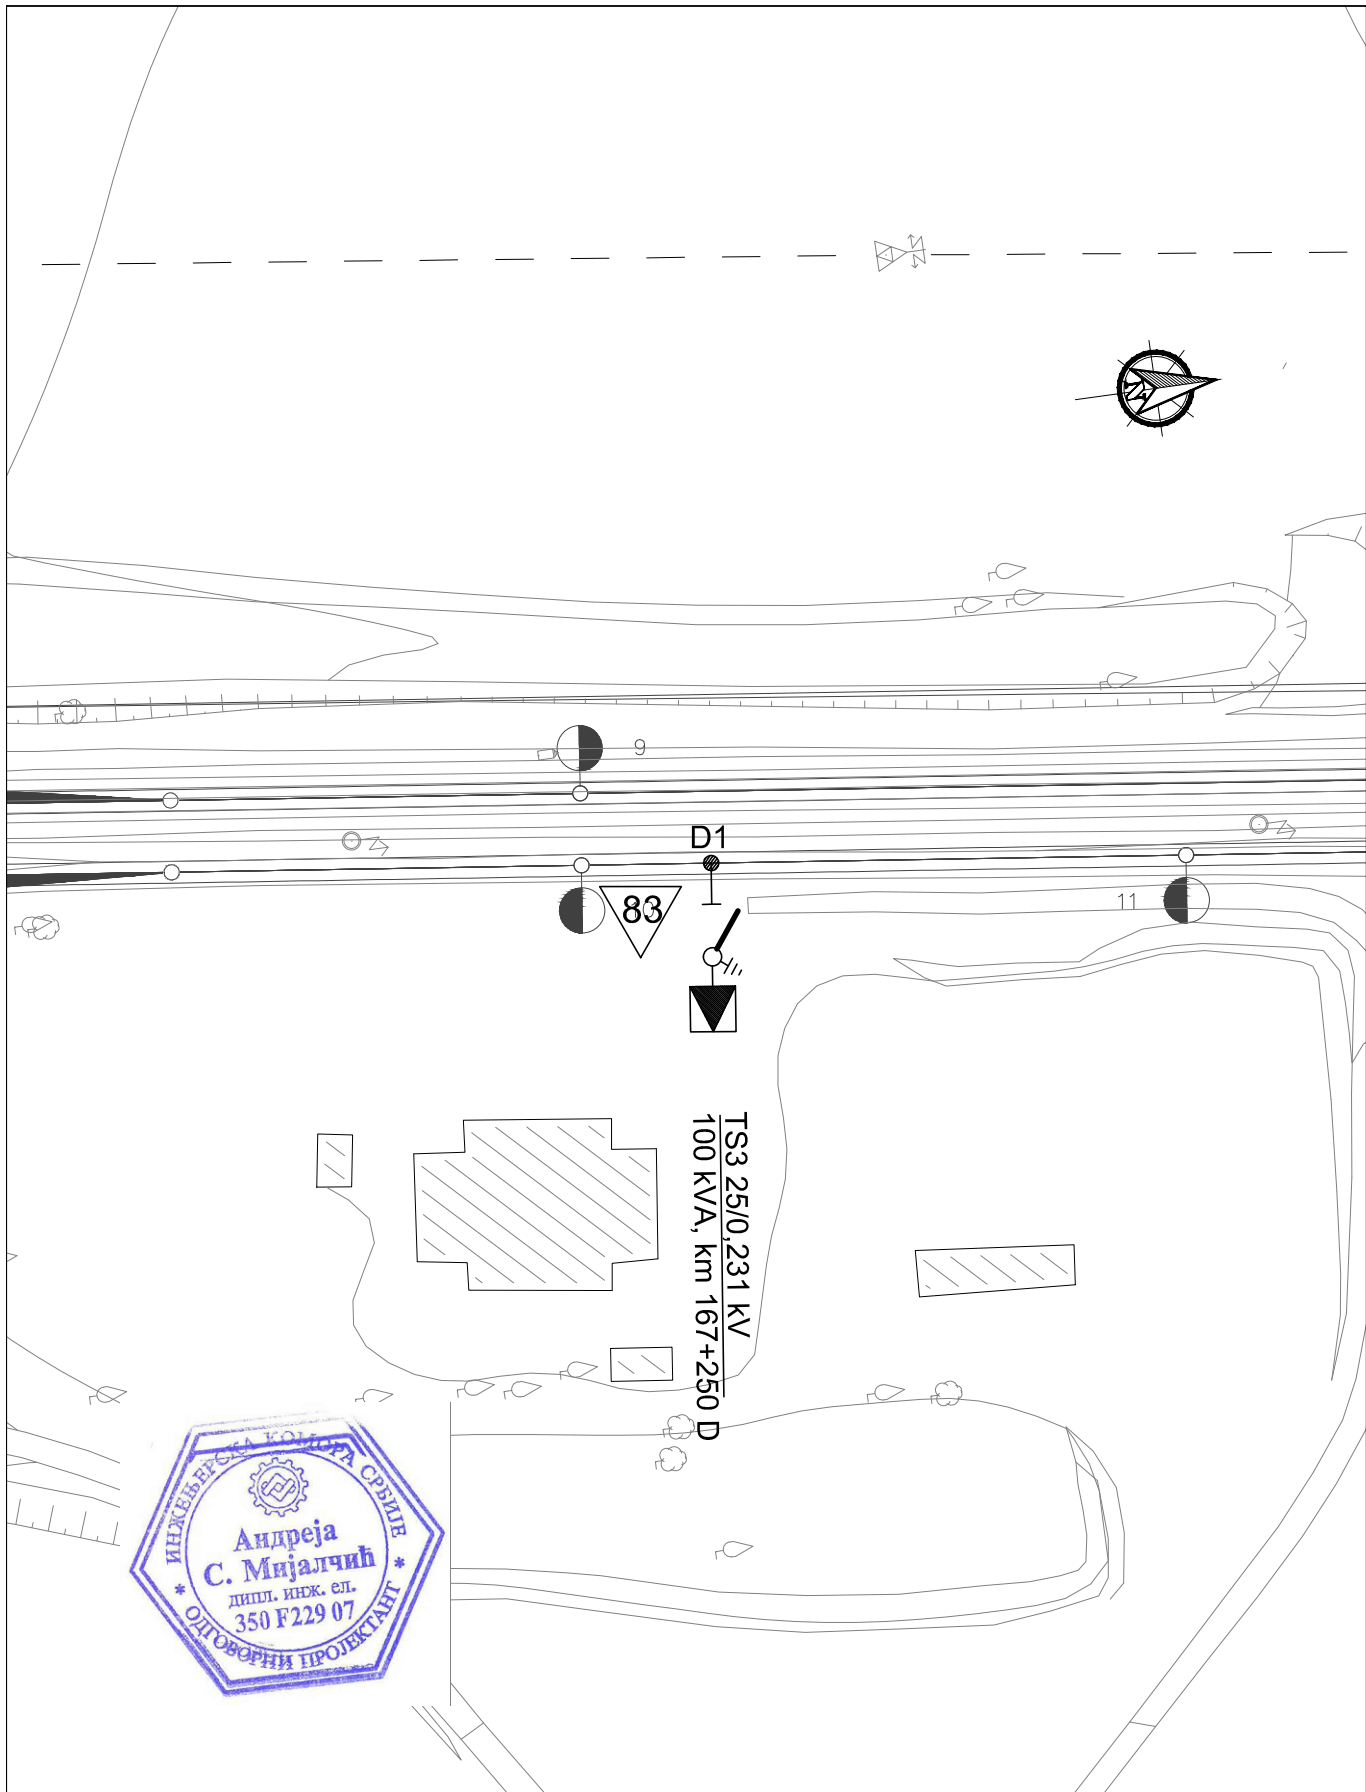 9
D1
83
11
TS3 25/0,231 kV
100 kVA, km 167+250 D
ИНЖЕЊЕРСКА КОМОРА СРБИЈЕ
Андреја
С. Мијалчић
дипл. инж. ел.
350 F229 07
* ОДГОВОРНИ ПРОЈЕКТАНТ *